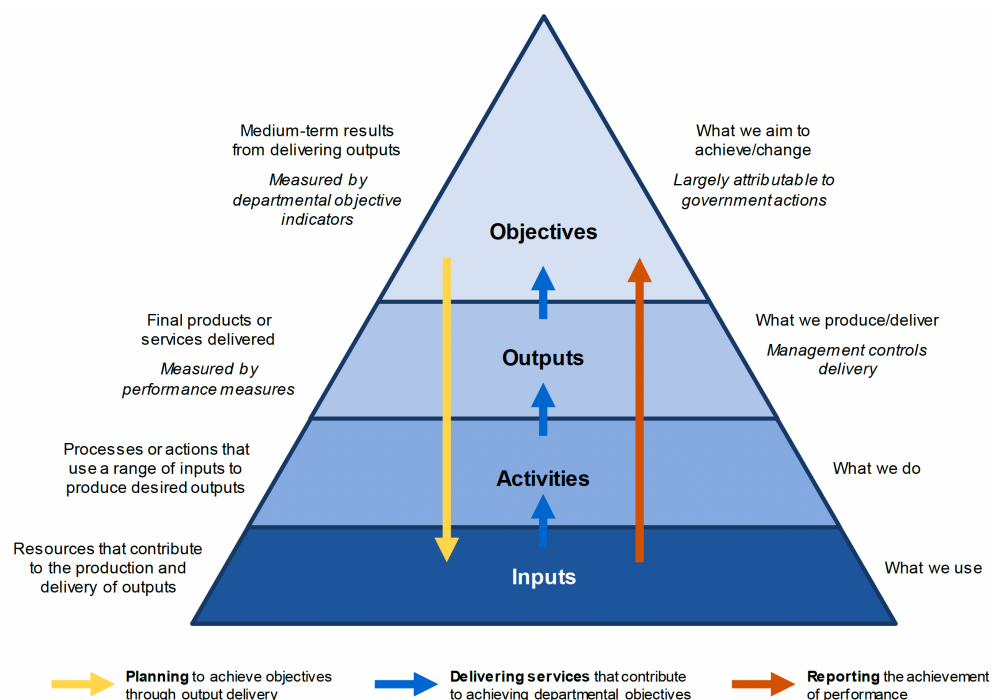 Medium-term results
from delivering outputs
Measured by
departmental objective
indicators
What we aim to
achieve/change
Largely attributable to
government actions
Objectives
Final products or
services delivered
Measured by
performance measures
What we produce/deliver
Management controls
delivery
Outputs
Processes or actions that
use a range of inputs to
produce desired outputs
Activities
What we do
Resources that contribute
to the production and
delivery of outputs
Inputs
What we use
Planning to achieve objectives
through output delivery
Delivering services that contribute
to achieving departmental objectives
Reporting the achievement
of performance